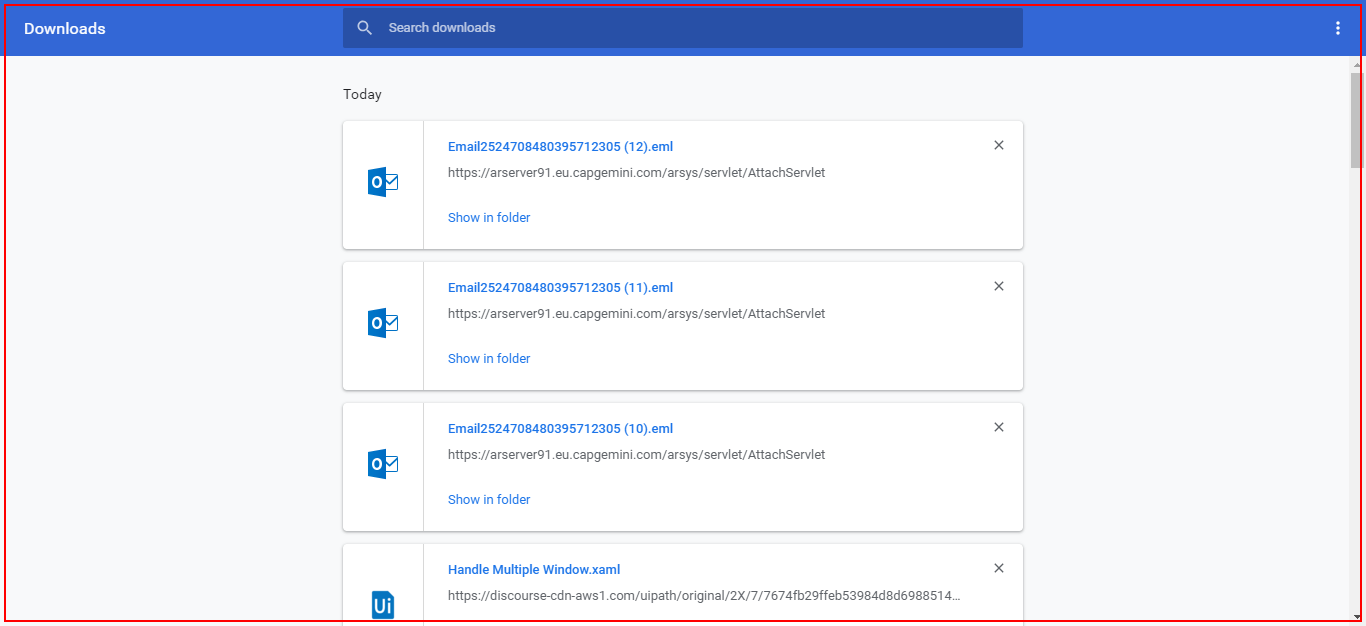 Downloads
Search downloads
Today
Email2524708480395712305 (12).eml
https://arserver91.eu.capgemini.com/arsys/servlet/AttachServlet
Show in folder
Email2524708480395712305 (11).eml
https://arserver91.eu.capgemini.com/arsys/servlet/AttachServlet
Show in folder
Email2524708480395712305 (10).eml
https://arserver91.eu.capgemini.com/arsys/servlet/AttachServlet
Show in folder
Handle Multiple Window.xaml
https://discourse-cdn-aws1.com/uipath/original/2X/7/7674fb29ffeb53984d8d6988514…
Ui